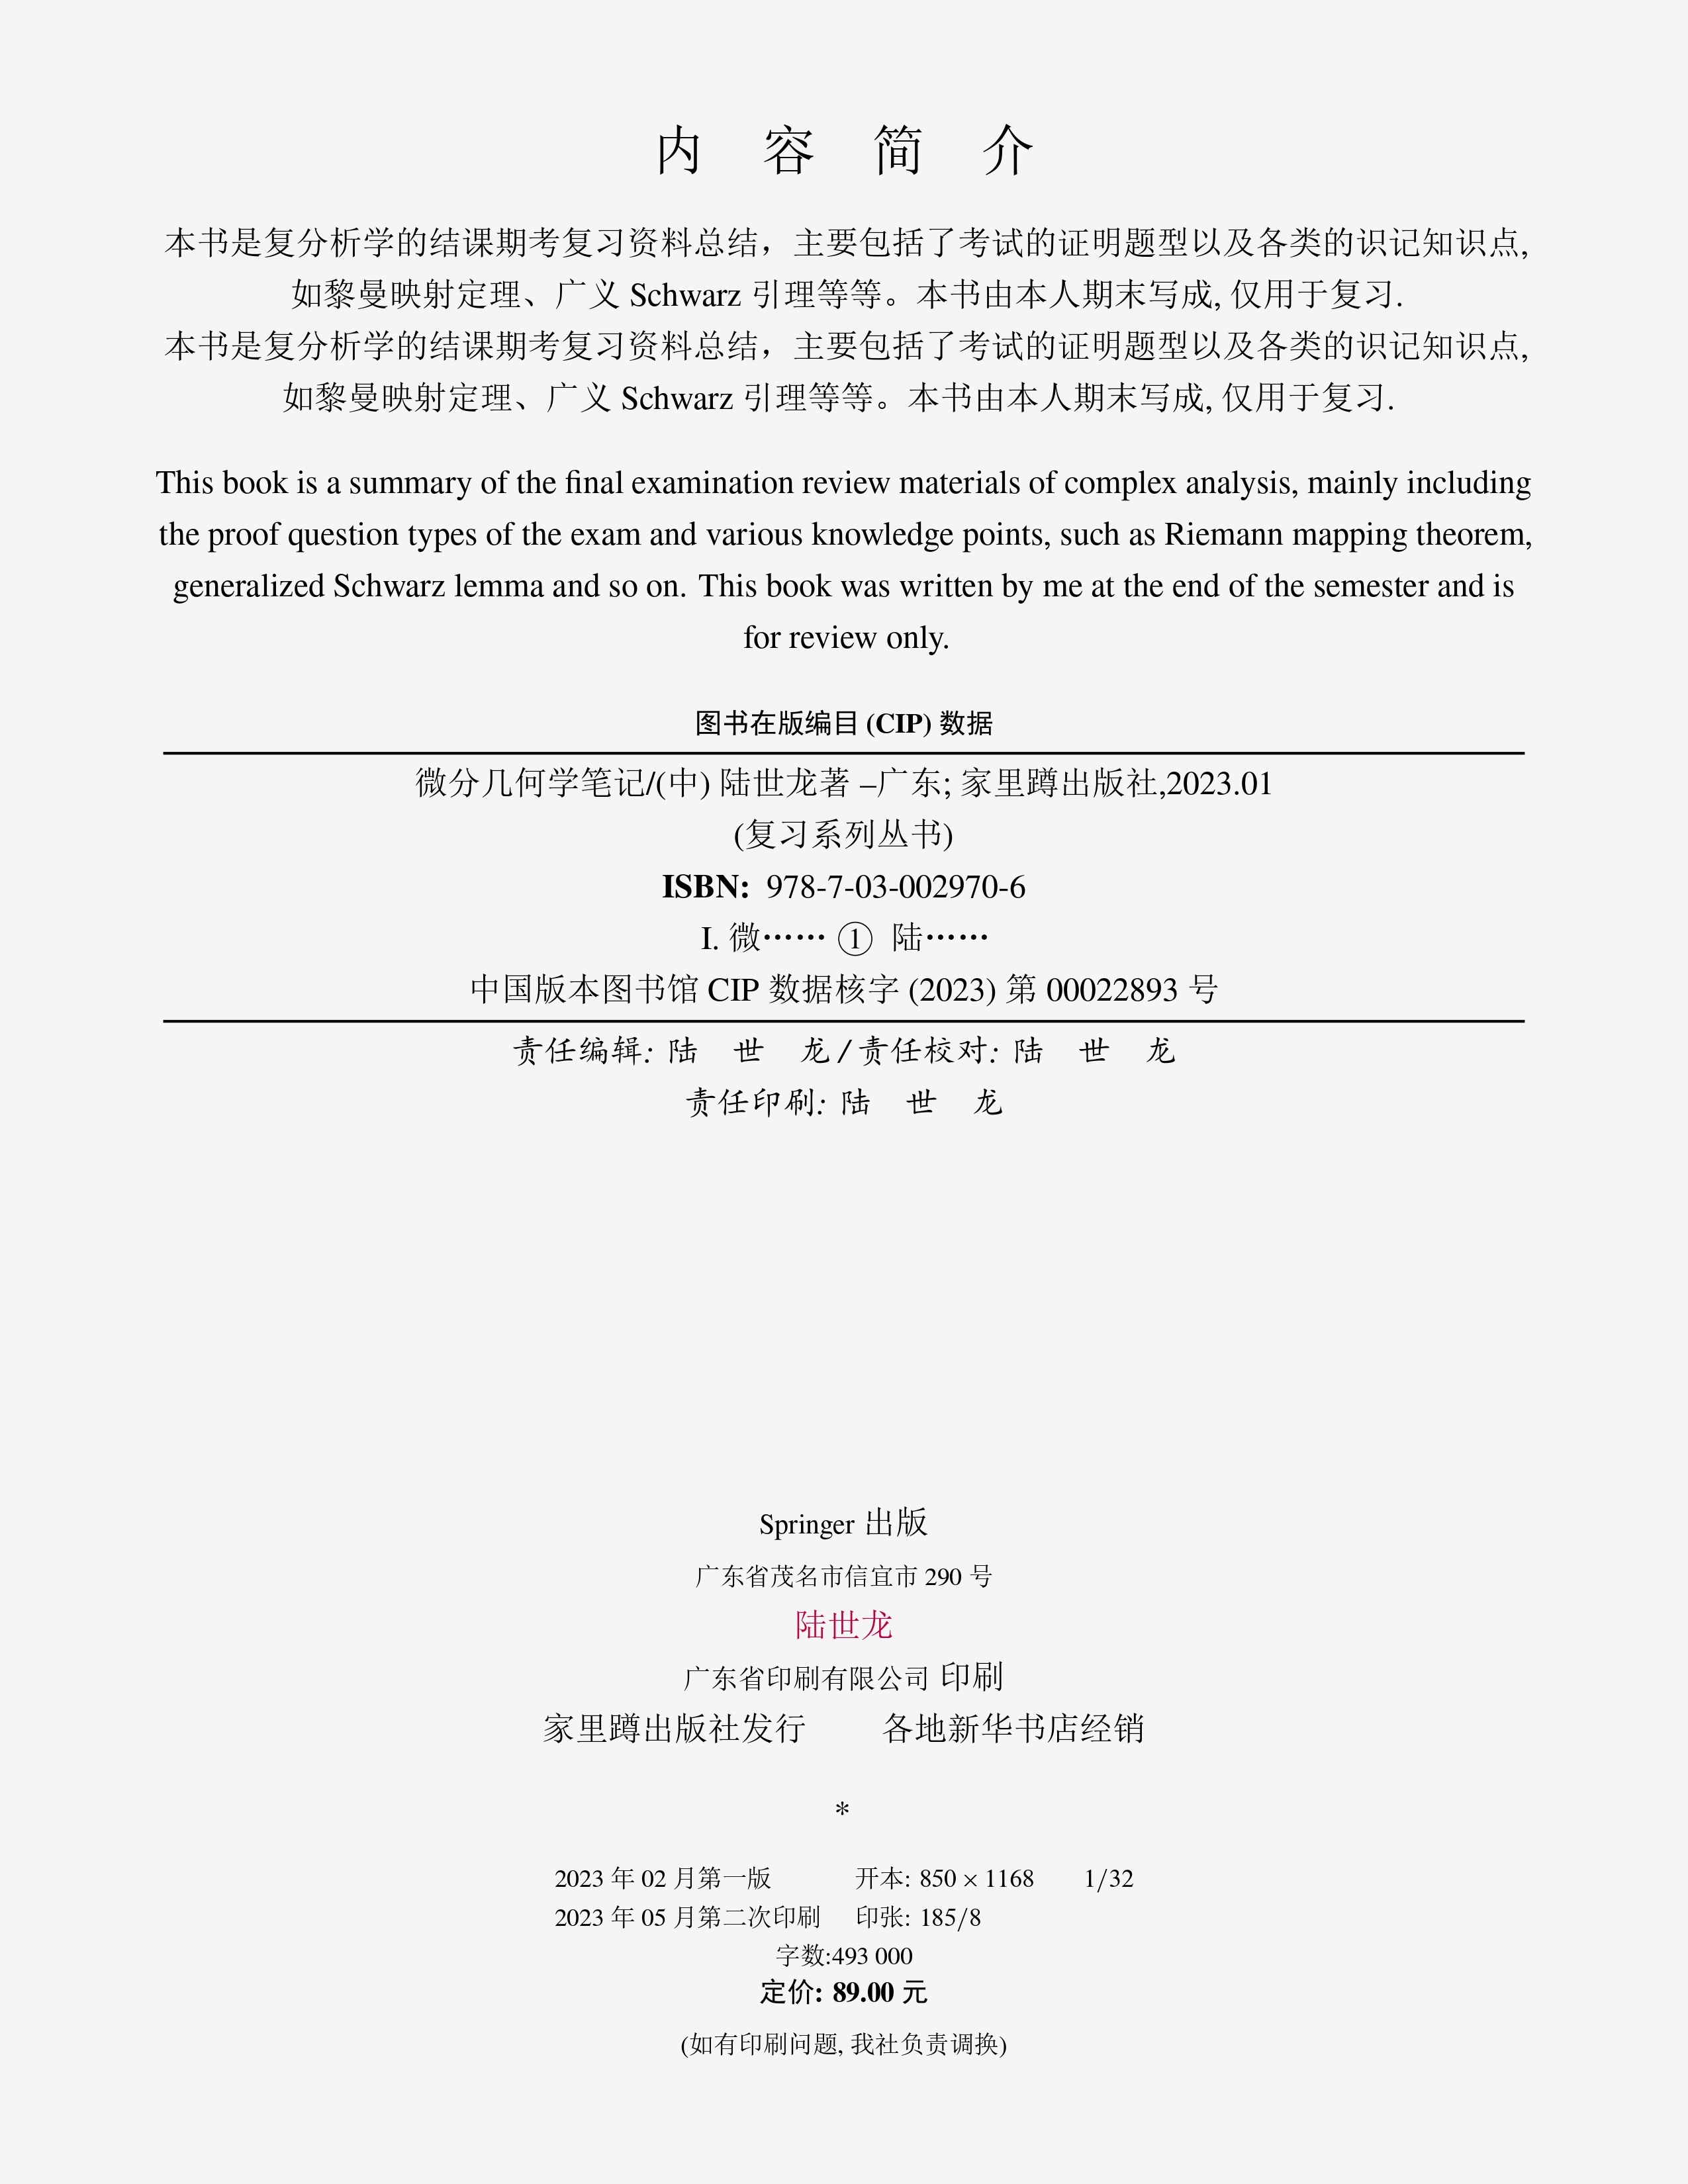 内 容 简 介
本书是复分析学的结课期考复习资料总结，主要包括了考试的证明题型以及各类的识记知识点,
如黎曼映射定理、广义 Schwarz 引理等等。本书由本人期末写成, 仅用于复习.
本书是复分析学的结课期考复习资料总结，主要包括了考试的证明题型以及各类的识记知识点,
如黎曼映射定理、广义 Schwarz 引理等等。本书由本人期末写成, 仅用于复习.
This book is a summary of the final examination review materials of complex analysis, mainly including
the proof question types of the exam and various knowledge points, such as Riemann mapping theorem,
generalized Schwarz lemma and so on. This book was written by me at the end of the semester and is
for review only.
图书在版编目 (CIP) 数据
微分几何学笔记/(中) 陆世龙著 –广东; 家里蹲出版社,2023.01
(复习系列丛书)
ISBN: 978-7-03-002970-6
I. 微…… ① 陆……
中国版本图书馆 CIP 数据核字 (2023) 第 00022893 号
责任编辑: 陆 世 龙 / 责任校对: 陆 世 龙
责任印刷: 陆 世 龙
Springer 出版
广东省茂名市信宜市 290 号
陆世龙
广东省印刷有限公司 印刷
家里蹲出版社发行 各地新华书店经销
*
2023 年 02 月第一版 开本: 850 × 1168 1/32
2023 年 05 月第二次印刷 印张: 185/8
字数:493 000
定价: 89.00 元
(如有印刷问题, 我社负责调换)